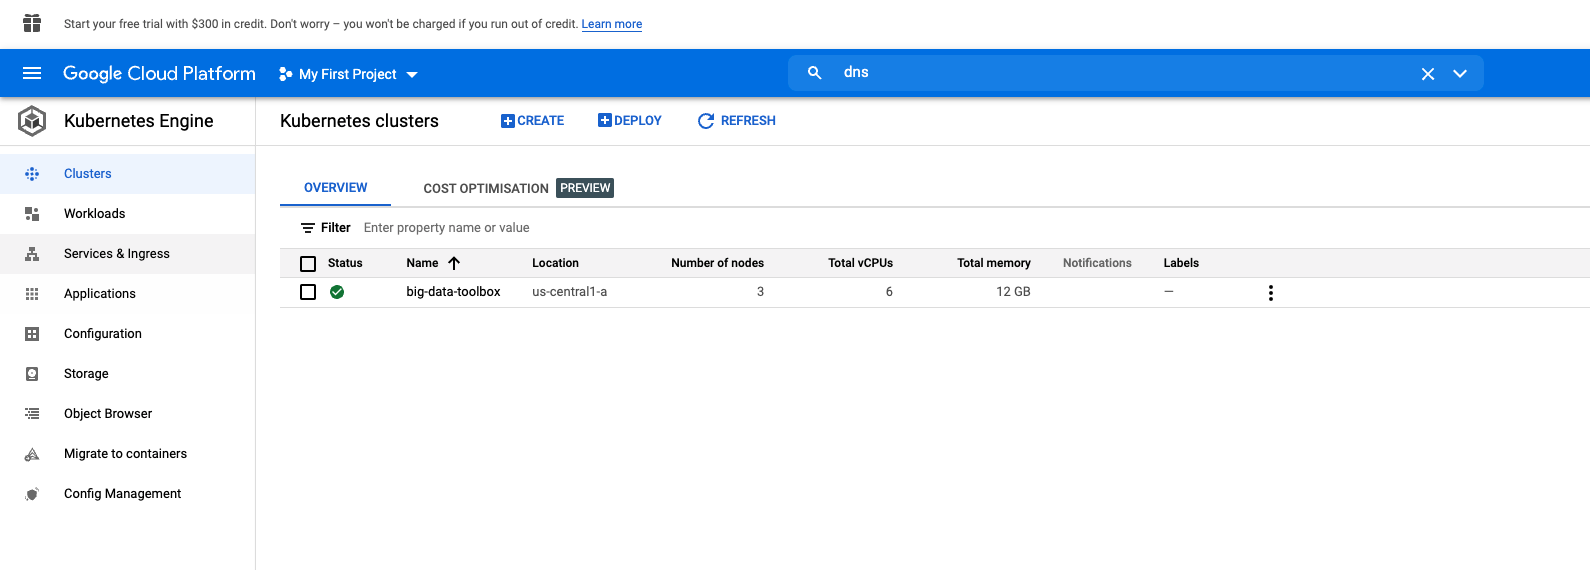 Start your free trial with $300 in credit. Don't worry – you won't be charged if you run out of credit. Learn more
Google Cloud Platform My First Project dns
Kubernetes Engine Kubernetes clusters CREATE DEPLOY REFRESH
Clusters
Workloads
Services & Ingress
Applications
Configuration
Storage
Object Browser
Migrate to containers
Config Management
OVERVIEW COST OPTIMISATION PREVIEW
Filter Enter property name or value
Status Name Location Number of nodes Total vCPUs Total memory Notifications Labels
big-data-toolbox us-central1-a 3 6 12 GB –